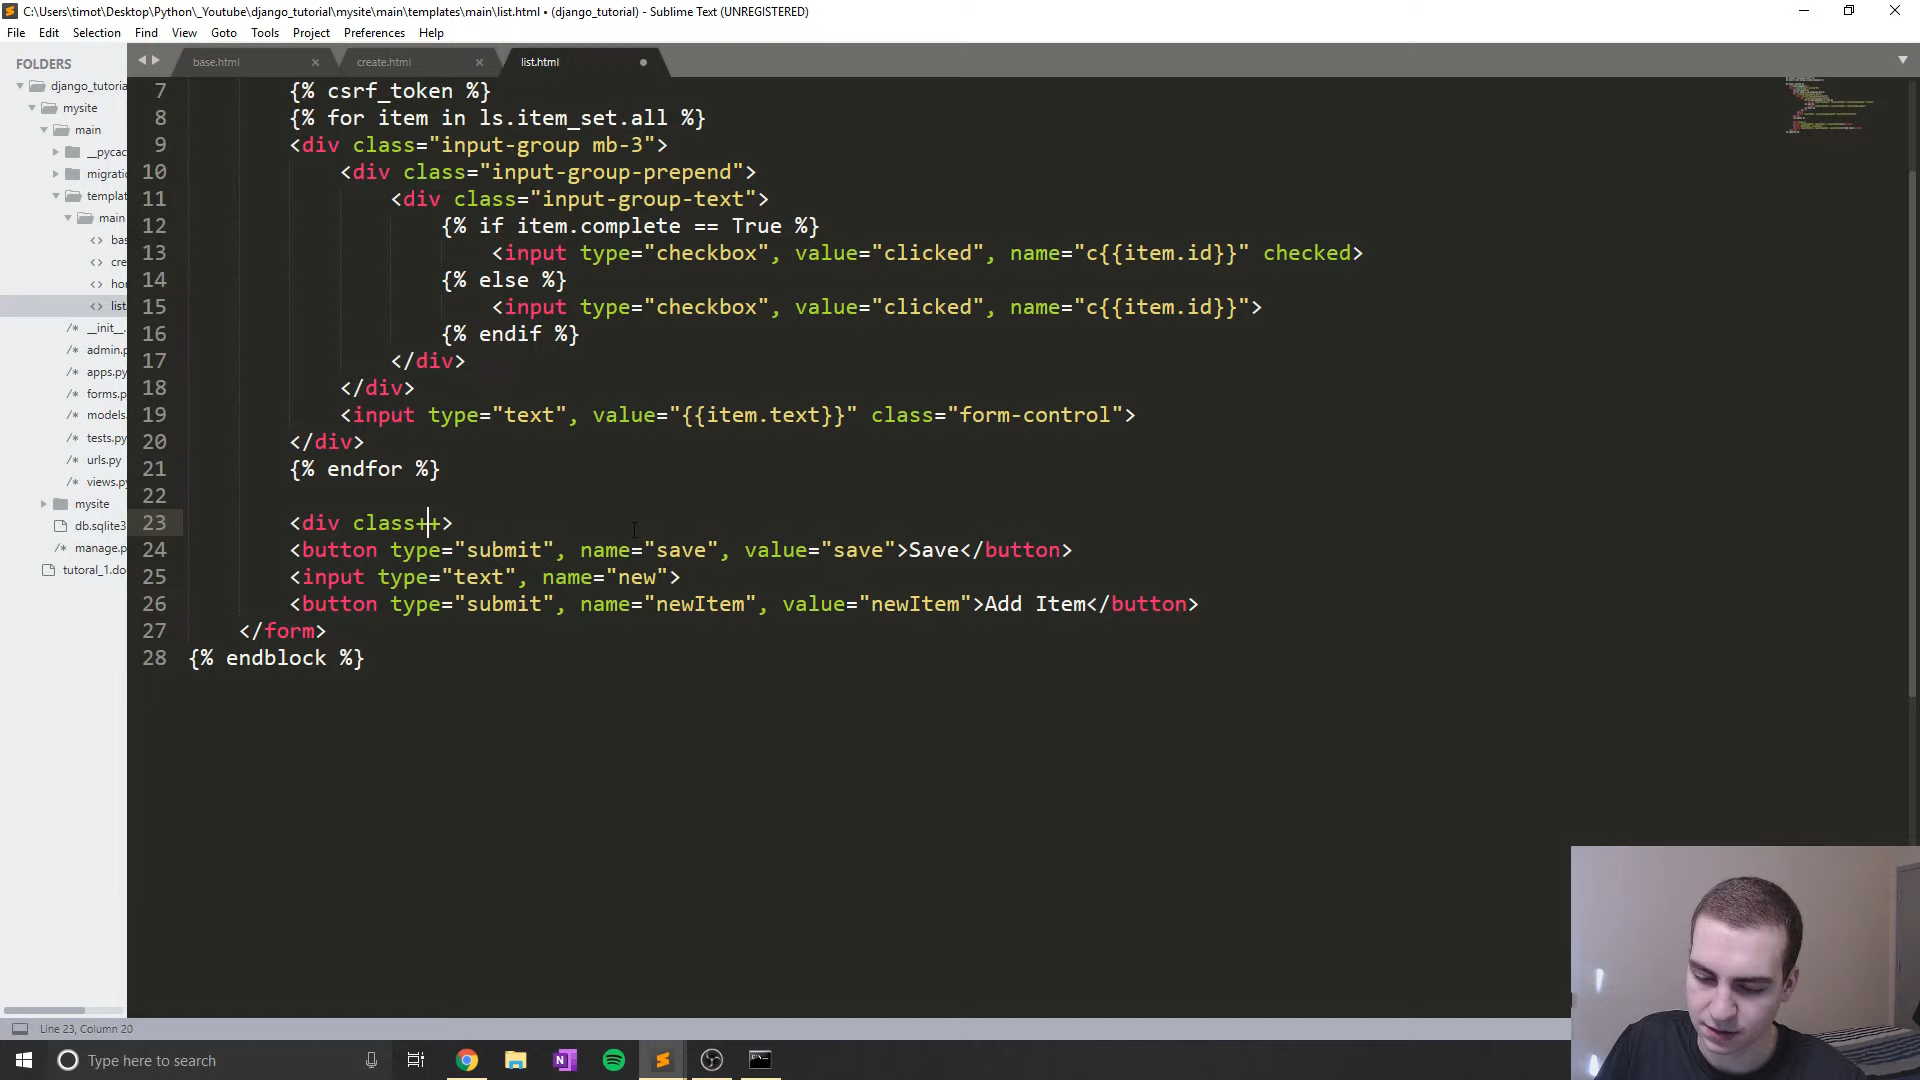 C:\Users\timot\Desktop\Python\_Youtube\django_tutorial\mysite\main\templates\main\list.html • (django_tutorial) - Sublime Text (UNREGISTERED)
File Edit Selection Find View Goto Tools Project Preferences Help
FOLDERS
django_tutoria
mysite
main
__pycac
migratic
templat
main
bas
cre
hor
list
__init__.
admin.p
apps.py
forms.p
models.
tests.py
urls.py
views.py
mysite
db.sqlite3
manage.p
tutoral_1.do
base.html × create.html × list.html •
7 {% csrf_token %}
8 {% for item in ls.item_set.all %}
9 <div class="input-group mb-3">
10 <div class="input-group-prepend">
11 <div class="input-group-text">
12 {% if item.complete == True %}
13 <input type="checkbox", value="clicked", name="c{{item.id}}" checked>
14 {% else %}
15 <input type="checkbox", value="clicked", name="c{{item.id}}">
16 {% endif %}
17 </div>
18 </div>
19 <input type="text", value="{{item.text}}" class="form-control">
20 </div>
21 {% endfor %}
22
23 <div class++>
24 <button type="submit", name="save", value="save">Save</button>
25 <input type="text", name="new">
26 <button type="submit", name="newItem", value="newItem">Add Item</button>
27 </form>
28 {% endblock %}
Line 23, Column 20
Type here to search